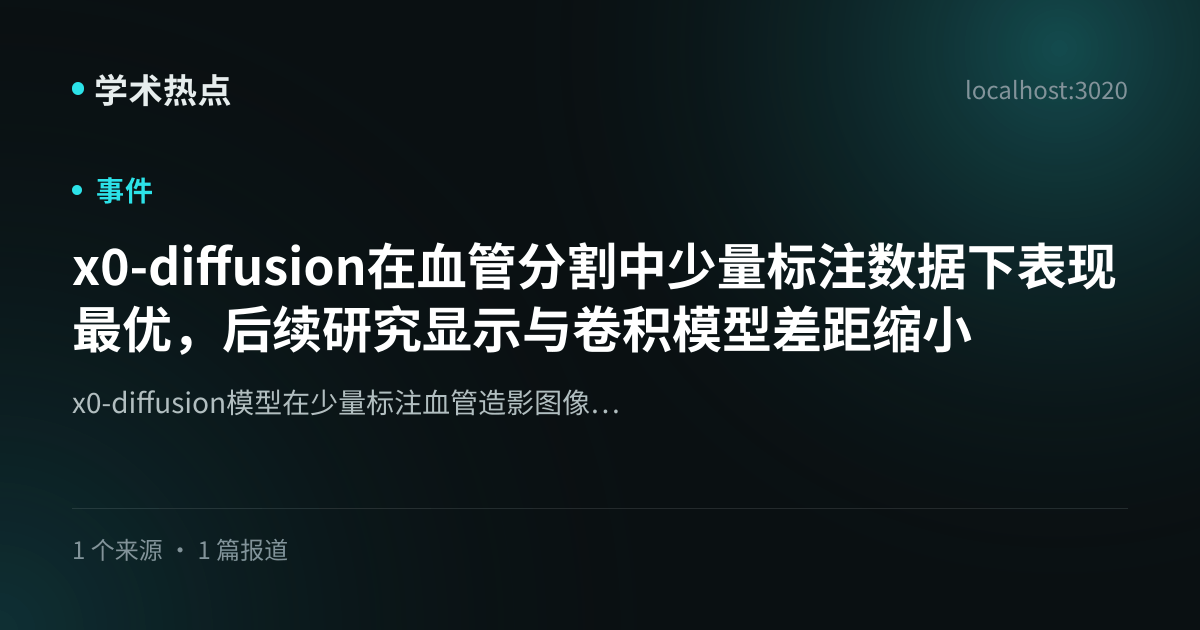 学术热点
localhost:3020
事件
x0-diffusion在血管分割中少量标注数据下表现
最优，后续研究显示与卷积模型差距缩小
x0-diffusion模型在少量标注血管造影图像…
1 个来源 · 1 篇报道